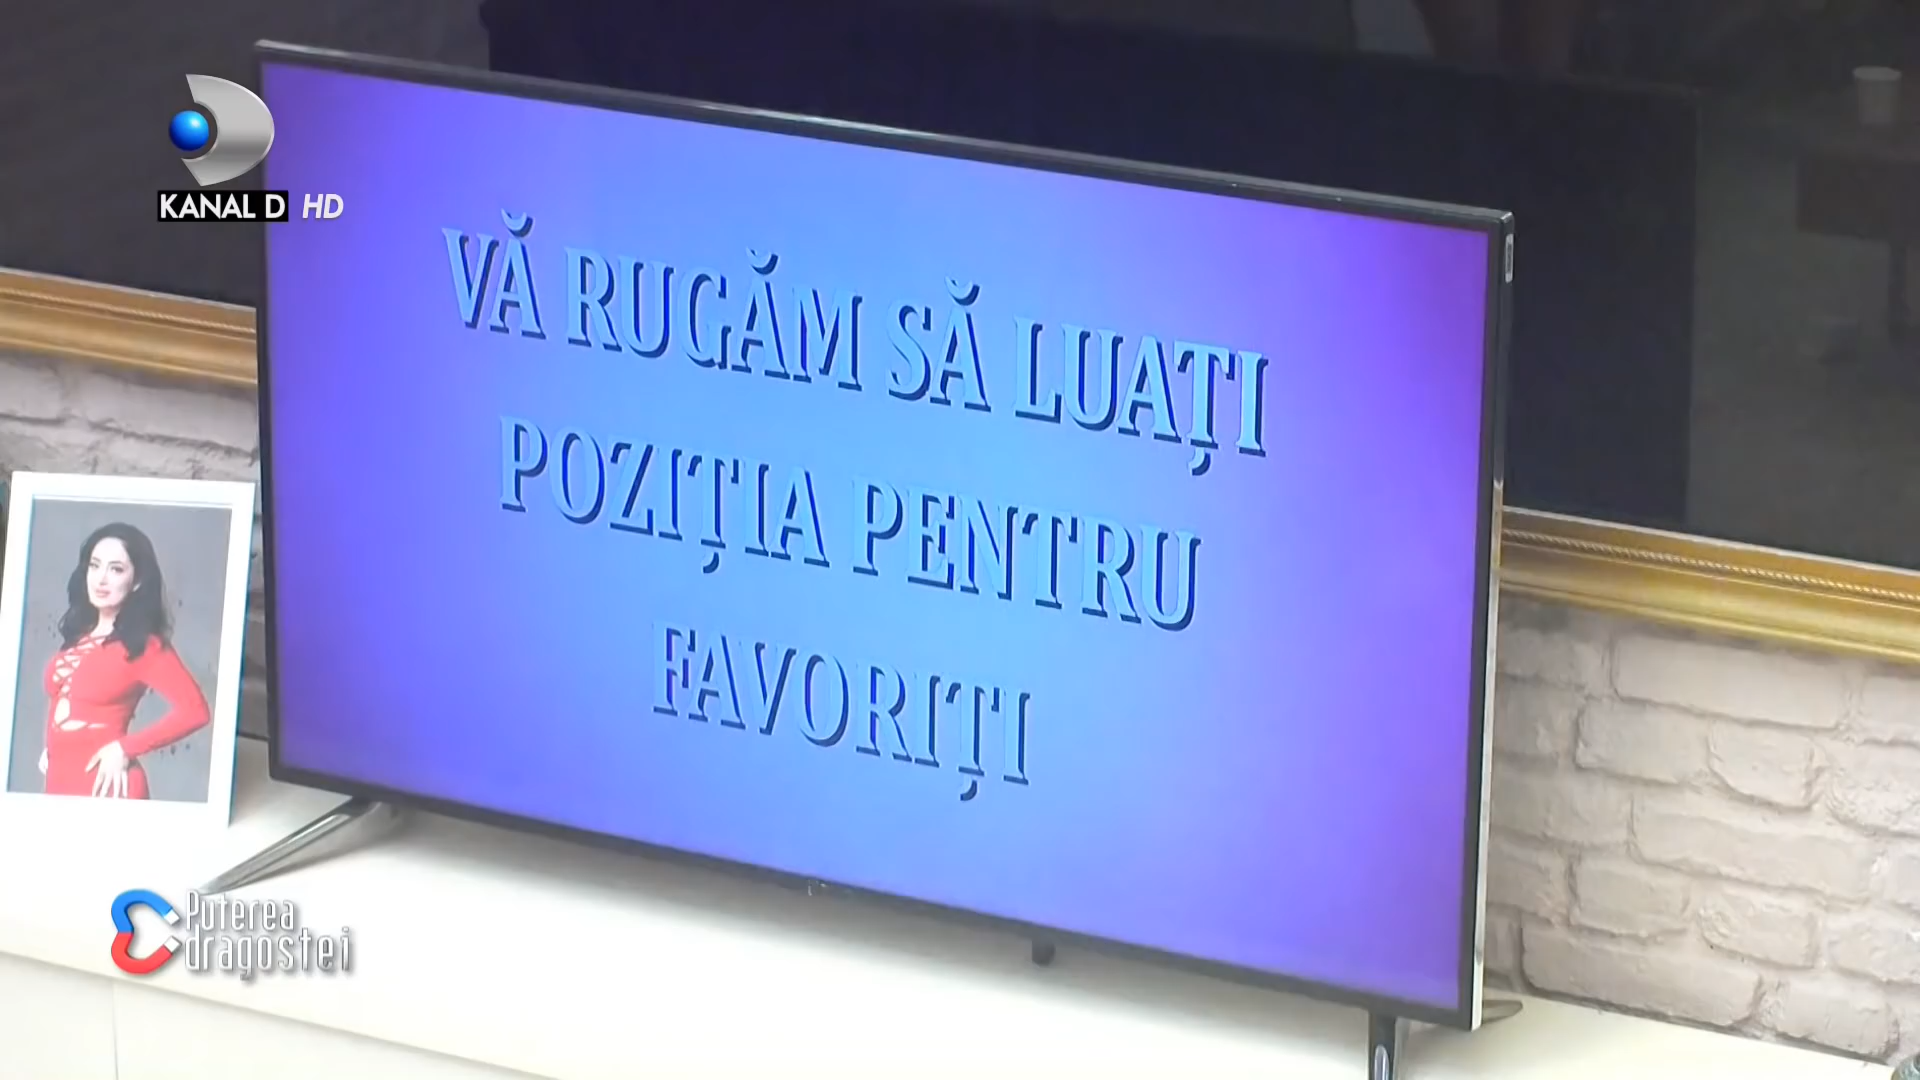 KANAL D HD
VĂ RUGĂM SĂ LUAȚI
POZIȚIA PENTRU
FAVORIȚI
Puterea
dragostei